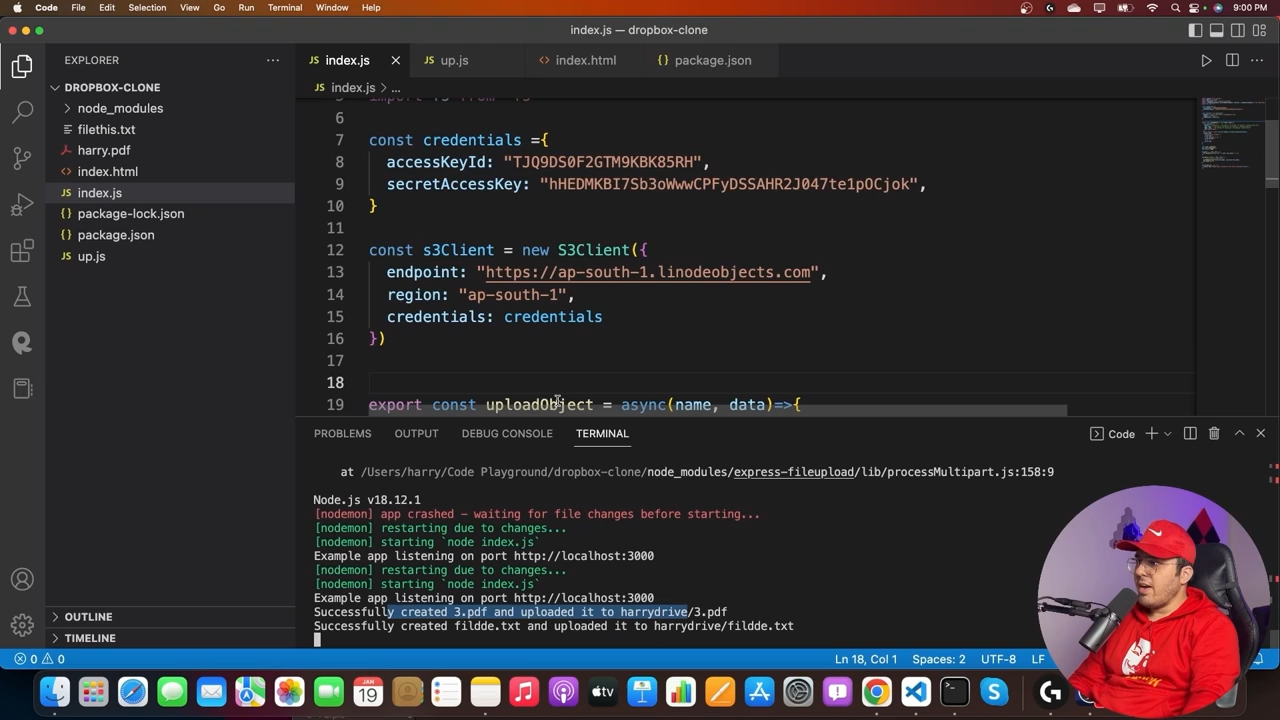 Code File Edit Selection View Go Run Terminal Window Help 9:00 PM
index.js — dropbox-clone
EXPLORER
index.js up.js index.html package.json
index.js > ...
DROPBOX-CLONE
node_modules
filethis.txt
harry.pdf
index.html
index.js
package-lock.json
package.json
up.js
OUTLINE
TIMELINE
6
7 const credentials ={
8 accessKeyId: "TJQ9DS0F2GTM9KBK85RH",
9 secretAccessKey: "hHEDMKBI7Sb3oWwwCPFyDSSAHR2J047te1pOCjok",
10 }
11
12 const s3Client = new S3Client({
13 endpoint: "https://ap-south-1.linodeobjects.com",
14 region: "ap-south-1",
15 credentials: credentials
16 })
17
18
19 export const uploadObject = async(name, data)=>{
PROBLEMS OUTPUT DEBUG CONSOLE TERMINAL Code
at /Users/harry/Code Playground/dropbox-clone/node_modules/express-fileupload/lib/processMultipart.js:158:9
Node.js v18.12.1
[nodemon] app crashed - waiting for file changes before starting...
[nodemon] restarting due to changes...
[nodemon] starting `node index.js`
Example app listening on port http://localhost:3000
[nodemon] restarting due to changes...
[nodemon] starting `node index.js`
Example app listening on port http://localhost:3000
Successfully created 3.pdf and uploaded it to harrydrive/3.pdf
Successfully created fildde.txt and uploaded it to harrydrive/fildde.txt
0 0 Ln 18, Col 1 Spaces: 2 UTF-8 LF
JAN
19
tv